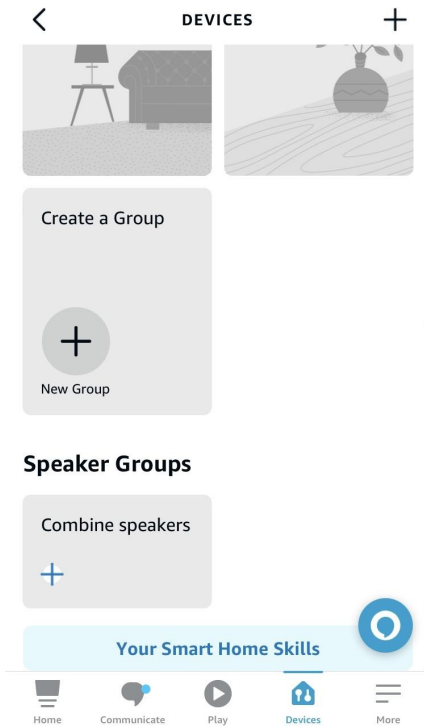 DEVICES
Create a Group
New Group
Speaker Groups
Combine speakers
Your Smart Home Skills
Home
Communicate
Play
Devices
More